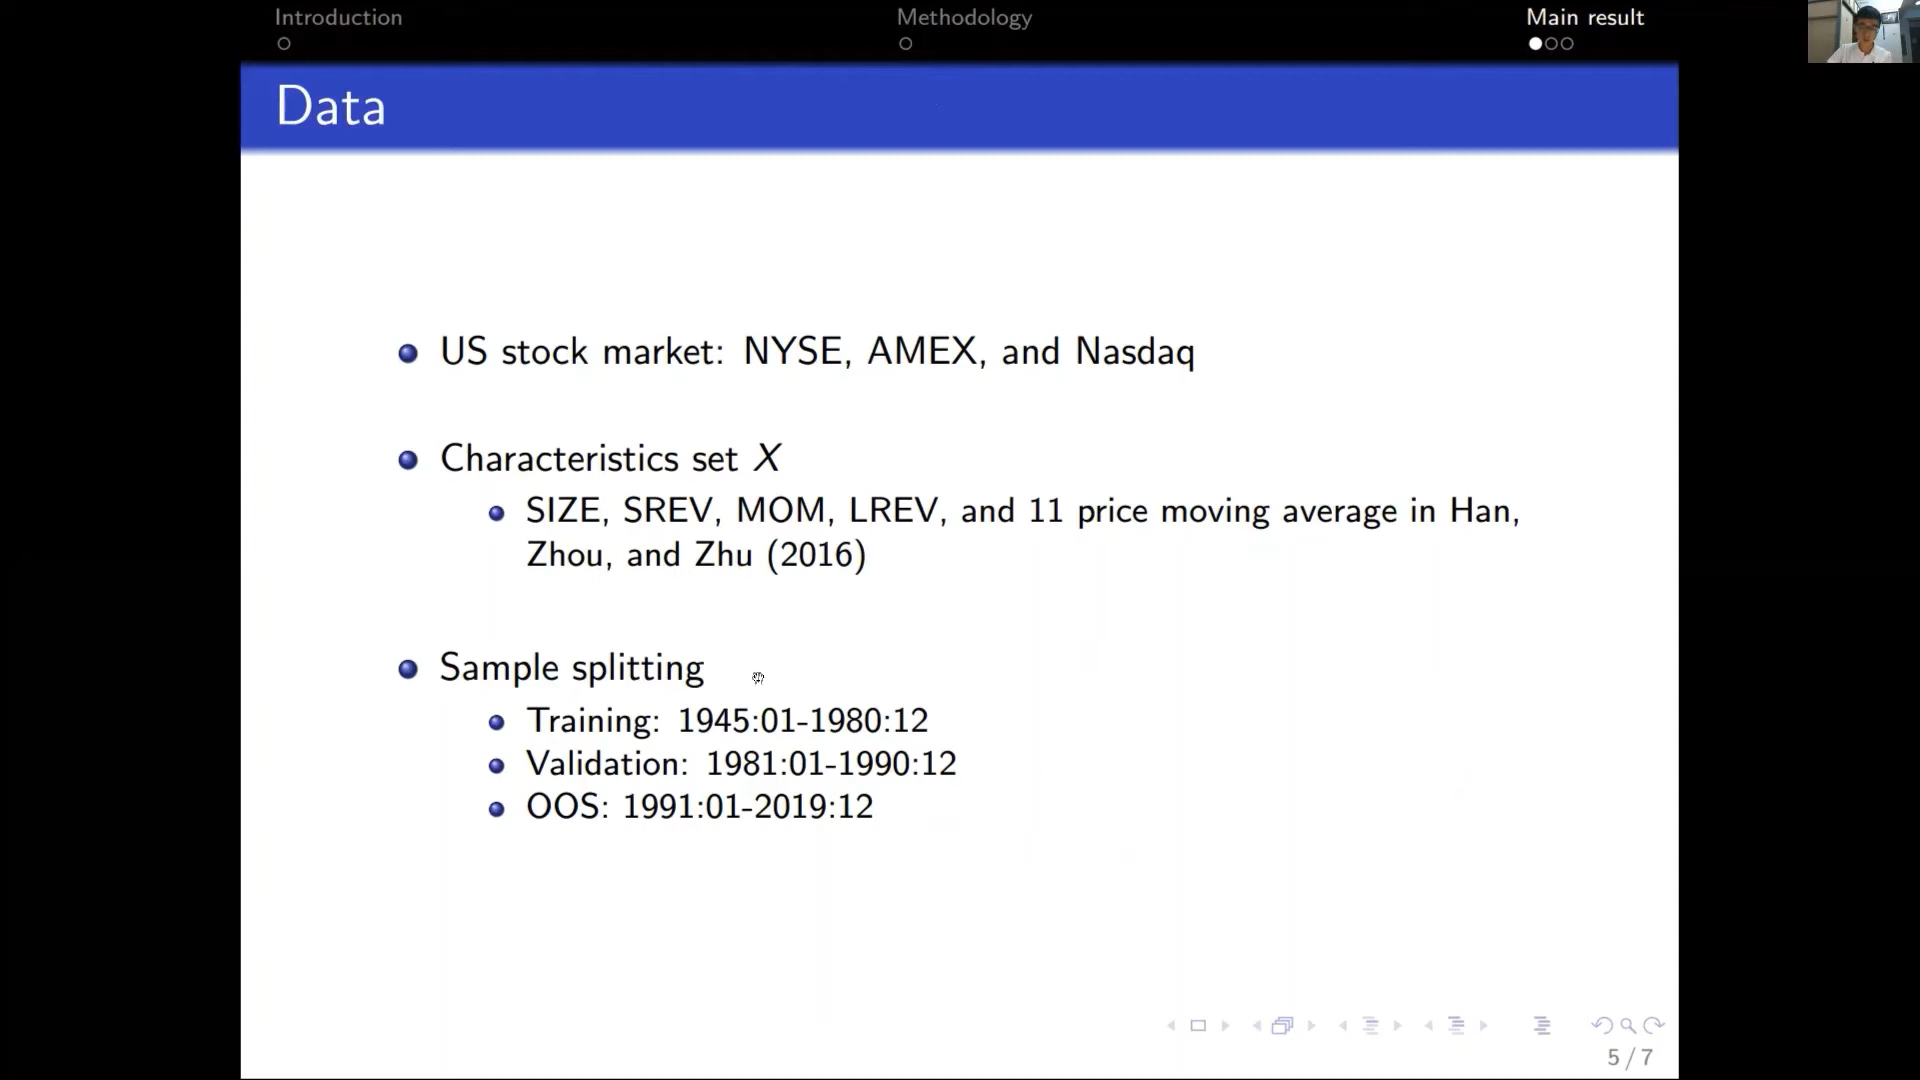 Introduction
Methodology
Main result
Data
US stock market: NYSE, AMEX, and Nasdaq
Characteristics set X
SIZE, SREV, MOM, LREV, and 11 price moving average in Han,
Zhou, and Zhu (2016)
Sample splitting
Training: 1945:01-1980:12
Validation: 1981:01-1990:12
OOS: 1991:01-2019:12
5 / 7